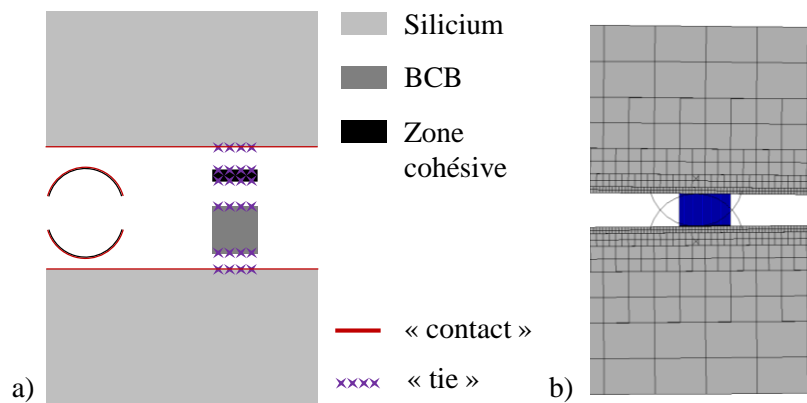 Silicium
BCB
Zone
cohésive
« contact »
« tie »
a)
b)